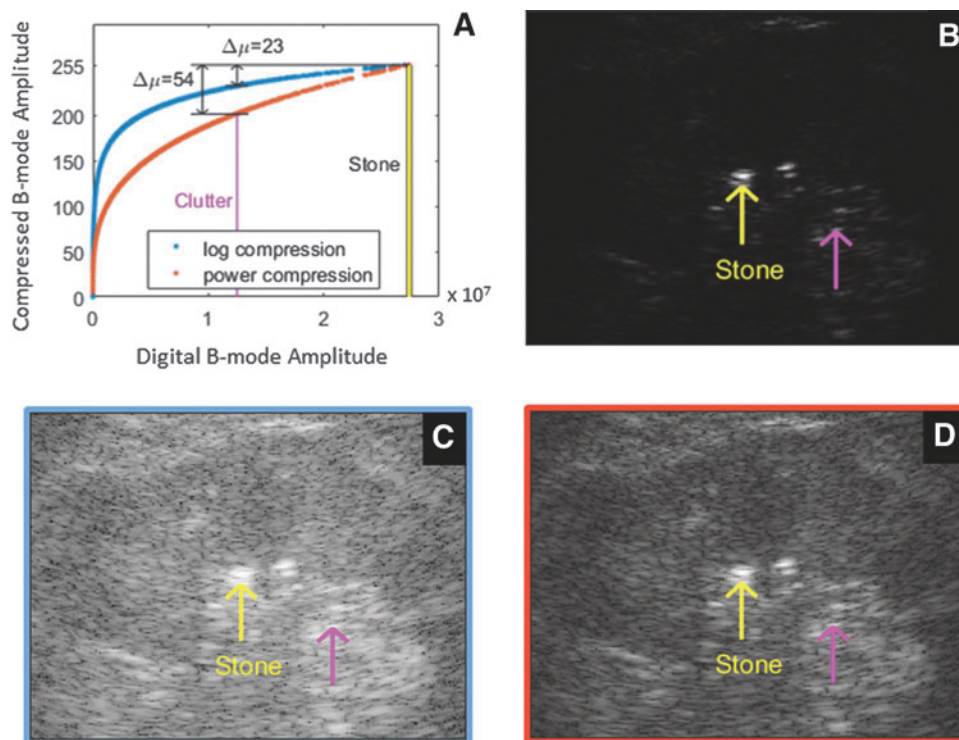 A
Compressed B-mode Amplitude
255
200
150
100
50
0
Δμ=23
Δμ=54
Clutter
Stone
log compression
power compression
0
1
2
3
x 10⁷
Digital B-mode Amplitude
B
Stone
C
Stone
D
Stone